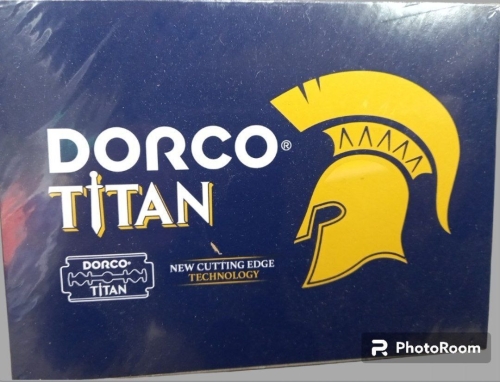 DORCO®
TITAN
DORCO®
TITAN
NEW CUTTING EDGE
TECHNOLOGY
PhotoRoom